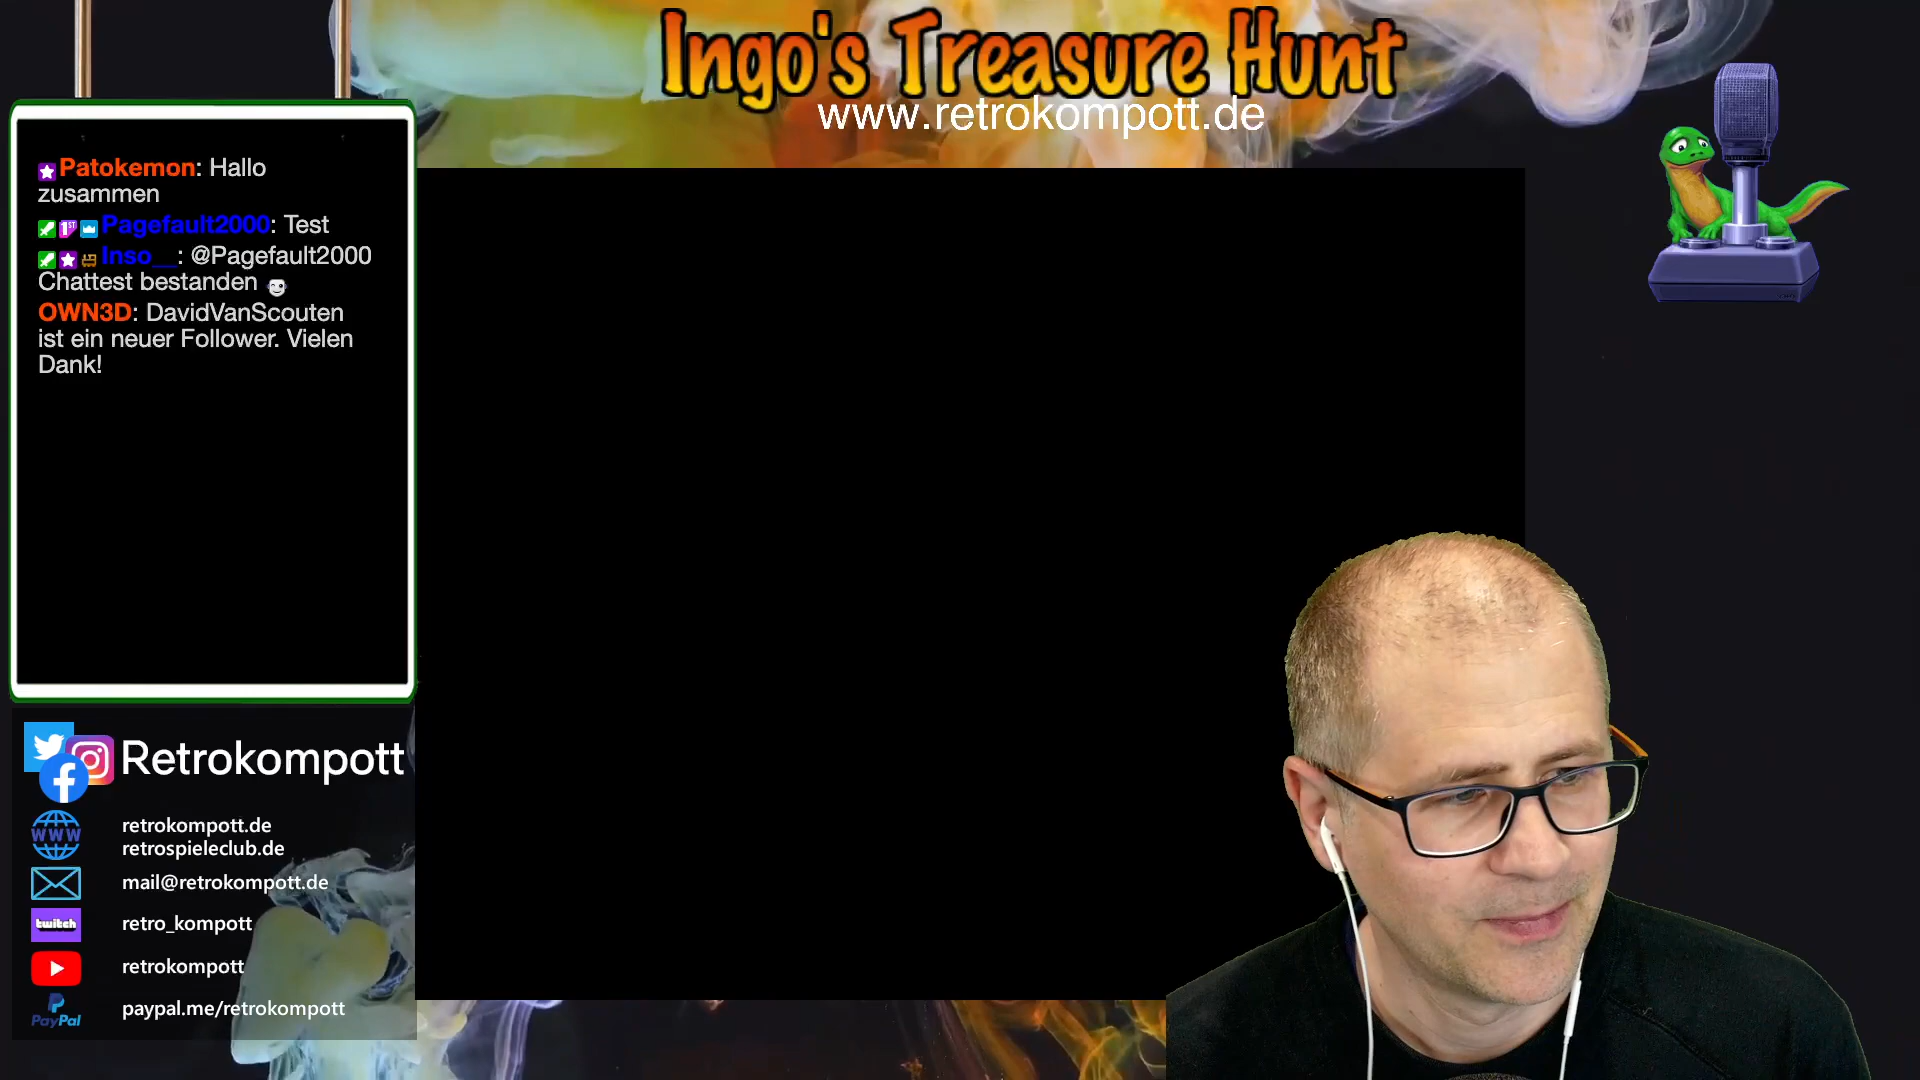 Ingo's Treasure Hunt
www.retrokompott.de
Patokemon: Hallo
zusammen
Pagefault2000: Test
Inso__: @Pagefault2000
Chattest bestanden
OWN3D: DavidVanScouten
ist ein neuer Follower. Vielen
Dank!
Retrokompott
WWW
retrokompott.de
retrospieleclub.de
mail@retrokompott.de
twitch
retro_kompott
retrokompott
PayPal
paypal.me/retrokompott